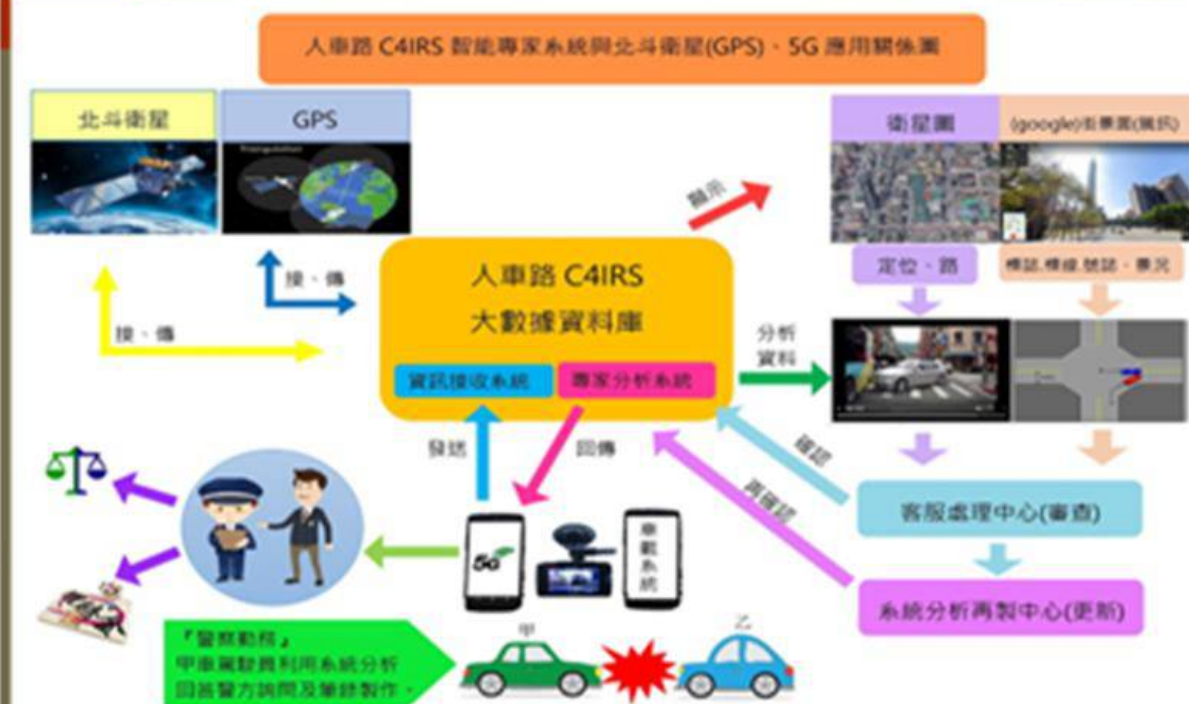 人車路 C4IRS 智能專家系統與北斗衛星(GPS)、5G 應用關係圖
北斗衛星
GPS
Triangulation
接、傳
接、傳
人車路 C4IRS
大數據資料庫
資訊接收系統
專家分析系統
顯示
衛星圖
(google)街景圖(騰訊)
定位、路
標誌.標線.號誌、景況
分析
資料
確認
再確認
客服處理中心(審查)
系統分析再製中心(更新)
發送
回傳
5G
車載系統
『警察勤務』
甲車駕駛員利用系統分析
回答警方詢問及筆錄製作。
甲
乙